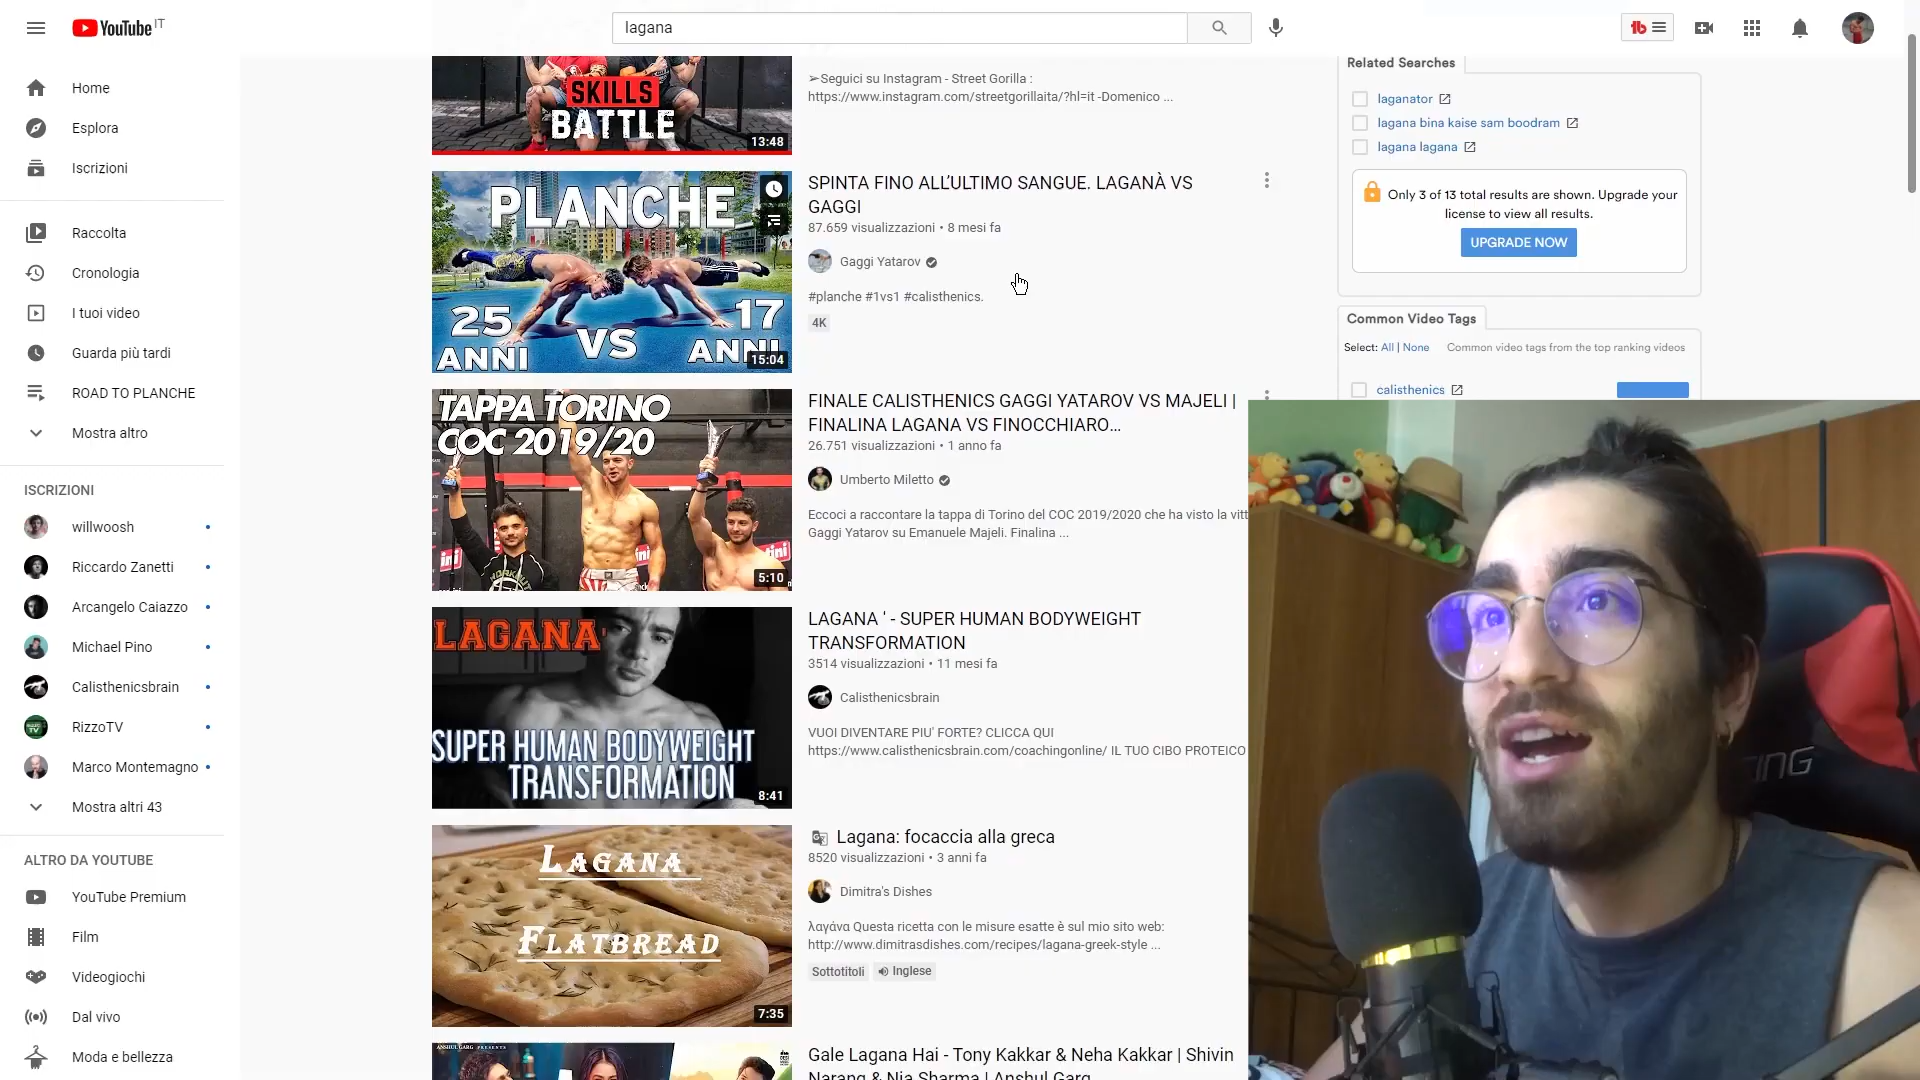 YouTube IT
lagana
Home
Esplora
Iscrizioni
Raccolta
Cronologia
I tuoi video
Guarda più tardi
ROAD TO PLANCHE
Mostra altro
ISCRIZIONI
willwoosh
Riccardo Zanetti
Arcangelo Caiazzo
Michael Pino
Calisthenicsbrain
RizzoTV
Marco Montemagno
Mostra altri 43
ALTRO DA YOUTUBE
YouTube Premium
Film
Videogiochi
Dal vivo
Moda e bellezza
SKILLS
BATTLE
13:48
➢Seguici su Instagram - Street Gorilla :
https://www.instagram.com/streetgorillaita/?hl=it -Domenico ...
PLANCHE
25
ANNI
VS
17
ANNI
15:04
SPINTA FINO ALL'ULTIMO SANGUE. LAGANÀ VS
GAGGI
87.659 visualizzazioni • 8 mesi fa
Gaggi Yatarov
#planche #1vs1 #calisthenics.
4K
TAPPA TORINO
COC 2019/20
5:10
FINALE CALISTHENICS GAGGI YATAROV VS MAJELI |
FINALINA LAGANA VS FINOCCHIARO...
26.751 visualizzazioni • 1 anno fa
Umberto Miletto
Eccoci a raccontare la tappa di Torino del COC 2019/2020 che ha visto la vitt
Gaggi Yatarov su Emanuele Majeli. Finalina ...
LAGANA'
SUPER HUMAN BODYWEIGHT
TRANSFORMATION
8:41
LAGANA ' - SUPER HUMAN BODYWEIGHT
TRANSFORMATION
3514 visualizzazioni • 11 mesi fa
Calisthenicsbrain
VUOI DIVENTARE PIU' FORTE? CLICCA QUI
https://www.calisthenicsbrain.com/coachingonline/ IL TUO CIBO PROTEICO
LAGANA
FLATBREAD
7:35
Lagana: focaccia alla greca
8520 visualizzazioni • 3 anni fa
Dimitra's Dishes
λαγάνα Questa ricetta con le misure esatte è sul mio sito web:
http://www.dimitrasdishes.com/recipes/lagana-greek-style ...
Sottotitoli
Inglese
ANSHUL GARG PRESENTS
Gale Lagana Hai - Tony Kakkar & Neha Kakkar | Shivin
Narang & Nia Sharma | Anshul Garg
Related Searches
laganator
lagana bina kaise sam boodram
lagana lagana
Only 3 of 13 total results are shown. Upgrade your
license to view all results.
UPGRADE NOW
Common Video Tags
Select: All | None
Common video tags from the top ranking videos
calisthenics